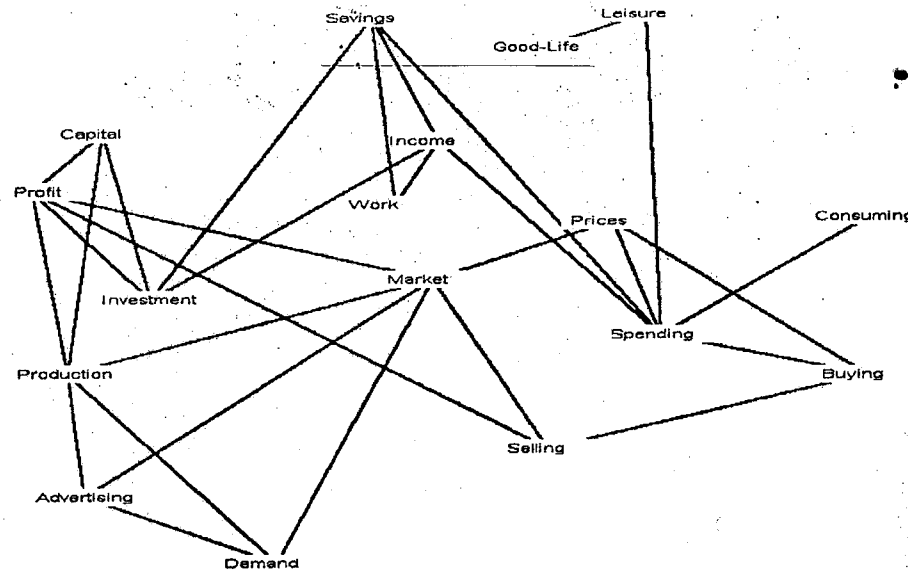 Savings
Leisure
Good-Life
Capital
Income
Profit
Work
Prices
Consuming
Market
Investment
Spending
Production
Buying
Selling
Advertising
Demand